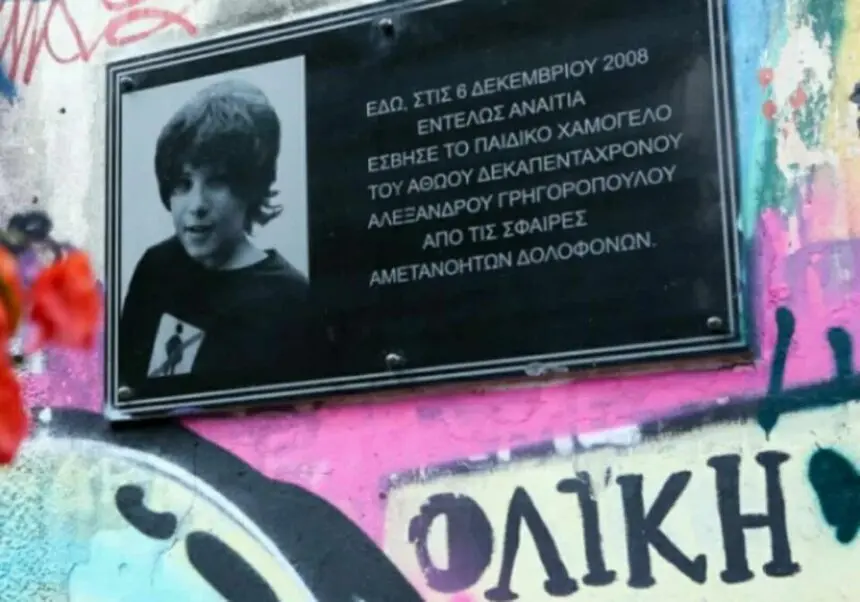 ΕΔΩ, ΣΤΙΣ 6 ΔΕΚΕΜΒΡΙΟΥ 2008
ΕΝΤΕΛΩΣ ΑΝΑΙΤΙΑ
ΕΣΒΗΣΕ ΤΟ ΠΑΙΔΙΚΟ ΧΑΜΟΓΕΛΟ
ΤΟΥ ΑΘΩΟΥ ΔΕΚΑΠΕΝΤΑΧΡΟΝΟΥ
ΑΛΕΞΑΝΔΡΟΥ ΓΡΗΓΟΡΟΠΟΥΛΟΥ
ΑΠΟ ΤΙΣ ΣΦΑΙΡΕΣ
ΑΜΕΤΑΝΟΗΤΩΝ ΔΟΛΟΦΟΝΩΝ.
ΟΛΙΚΗ